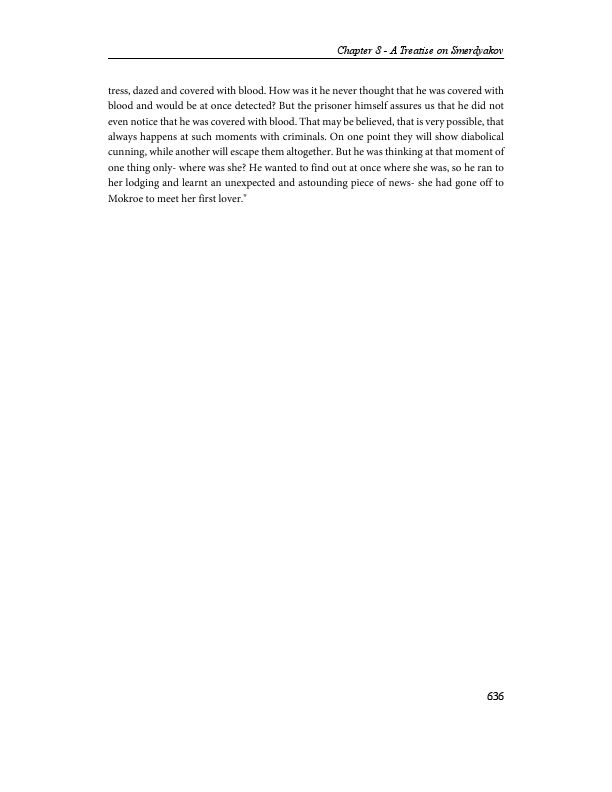 Chapter 8 - A Treatise on Smerdyakov
tress, dazed and covered with blood. How was it he never thought that he was covered with
blood and would be at once detected? But the prisoner himself assures us that he did not
even notice that he was covered with blood. That may be believed, that is very possible, that
always happens at such moments with criminals. On one point they will show diabolical
cunning, while another will escape them altogether. But he was thinking at that moment of
one thing only- where was she? He wanted to find out at once where she was, so he ran to
her lodging and learnt an unexpected and astounding piece of news- she had gone off to
Mokroe to meet her first lover."
636